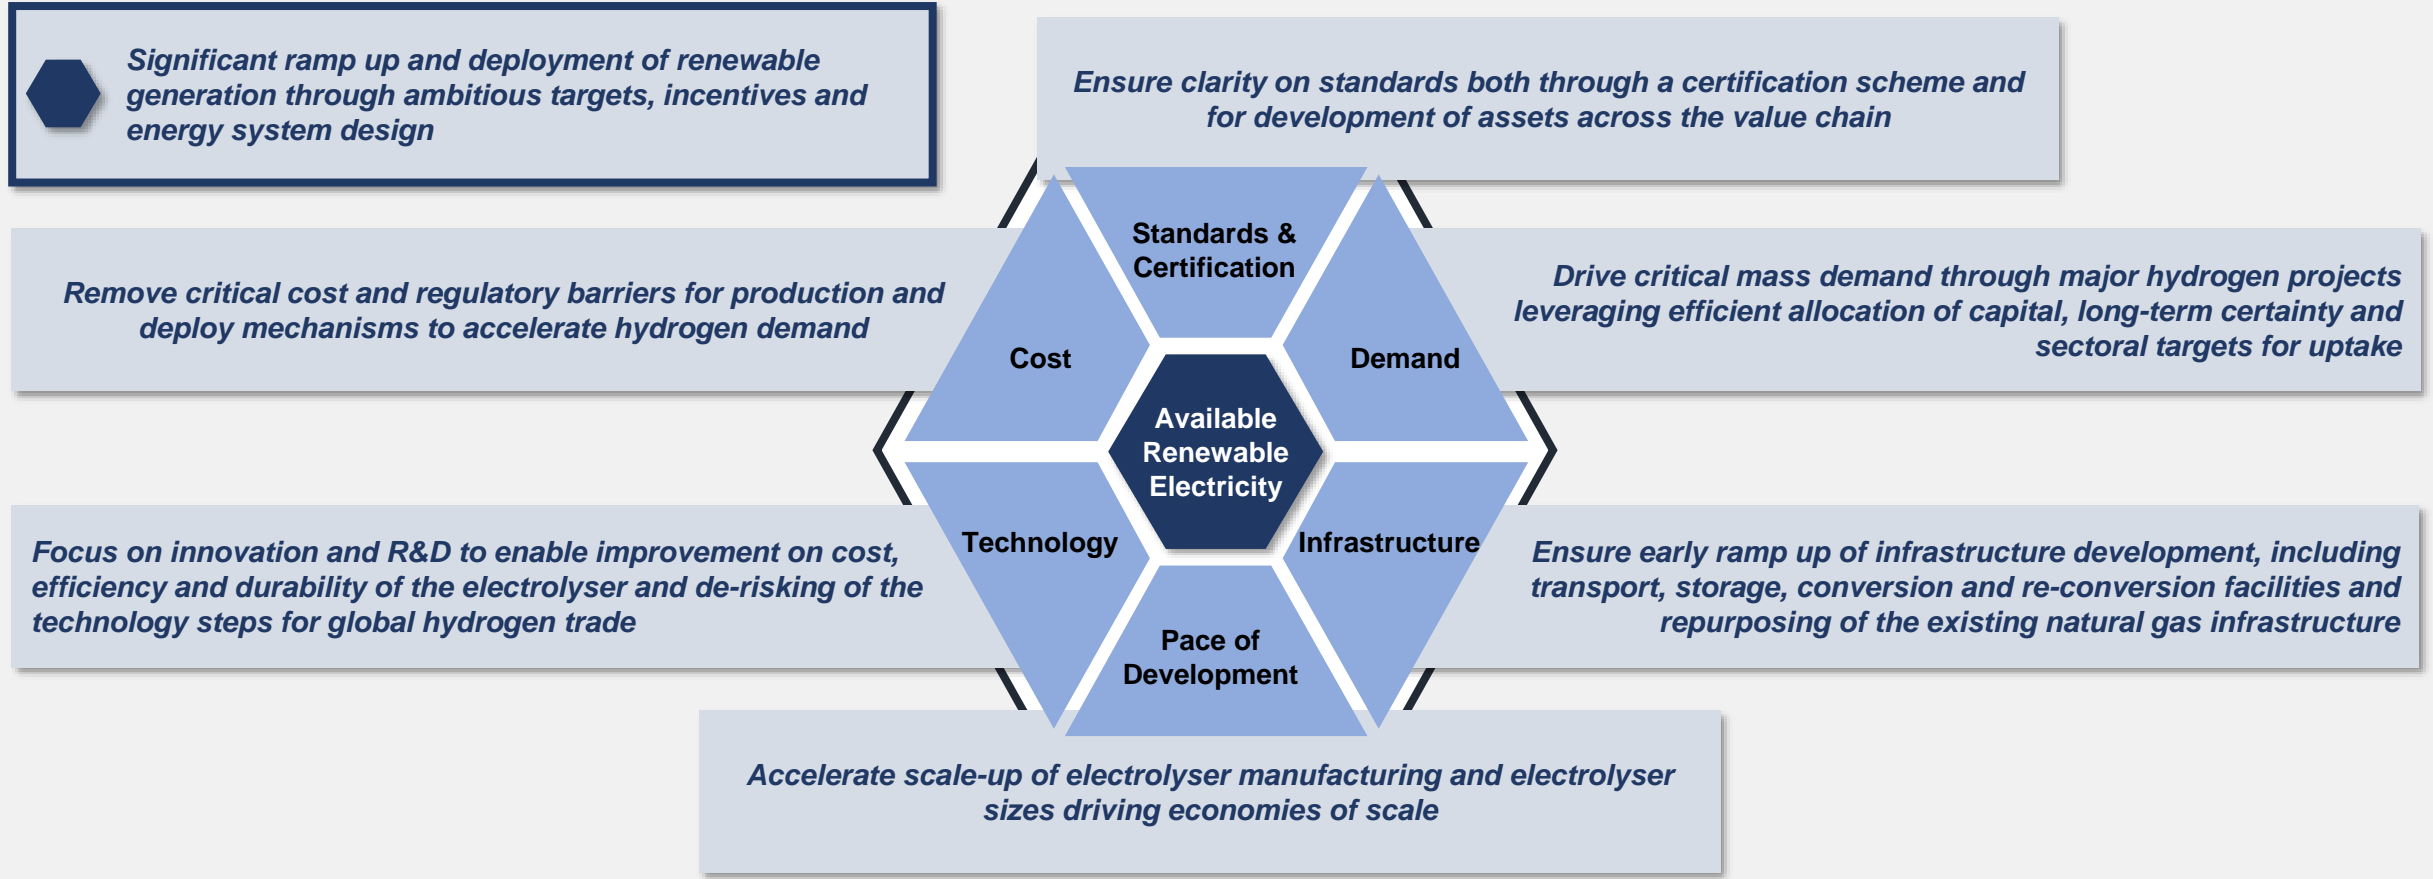 Significant ramp up and deployment of renewable
generation through ambitious targets, incentives and
energy system design
Ensure clarity on standards both through a certification scheme and
for development of assets across the value chain
Standards &
Certification
Remove critical cost and regulatory barriers for production and
deploy mechanisms to accelerate hydrogen demand
Cost
Demand
Drive critical mass demand through major hydrogen projects
leveraging efficient allocation of capital, long-term certainty and
sectoral targets for uptake
Available
Renewable
Electricity
Focus on innovation and R&D to enable improvement on cost,
efficiency and durability of the electrolyser and de-risking of the
technology steps for global hydrogen trade
Technology
Infrastructure
Ensure early ramp up of infrastructure development, including
transport, storage, conversion and re-conversion facilities and
repurposing of the existing natural gas infrastructure
Pace of
Development
Accelerate scale-up of electrolyser manufacturing and electrolyser
sizes driving economies of scale